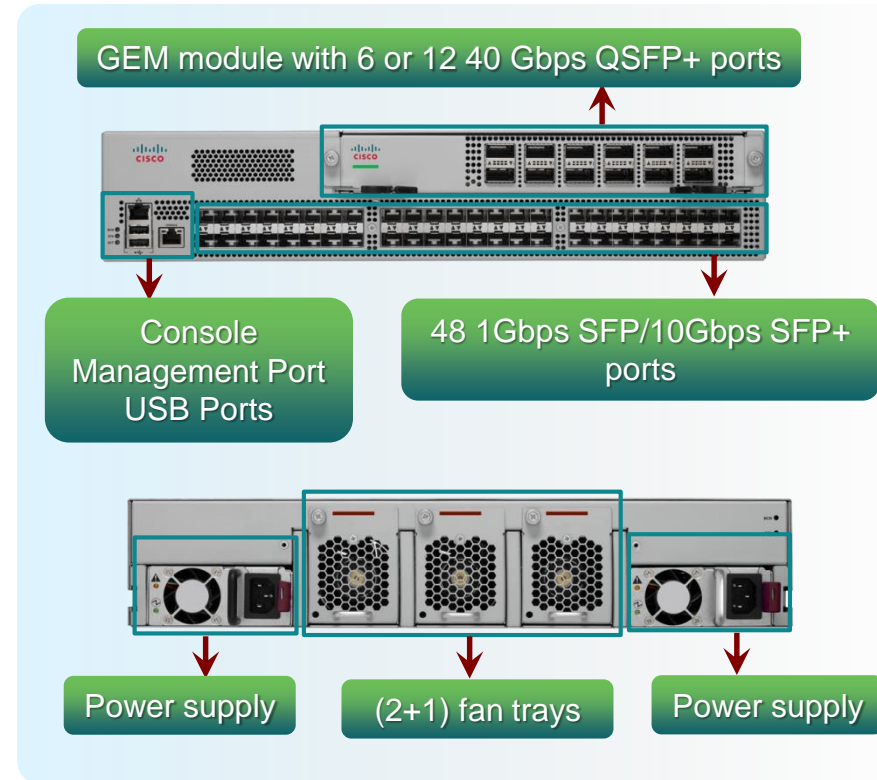 GEM module with 6 or 12 40 Gbps QSFP+ ports
CISCO
CISCO
Console
Management Port
USB Ports
48 1Gbps SFP/10Gbps SFP+
ports
Power supply
(2+1) fan trays
Power supply